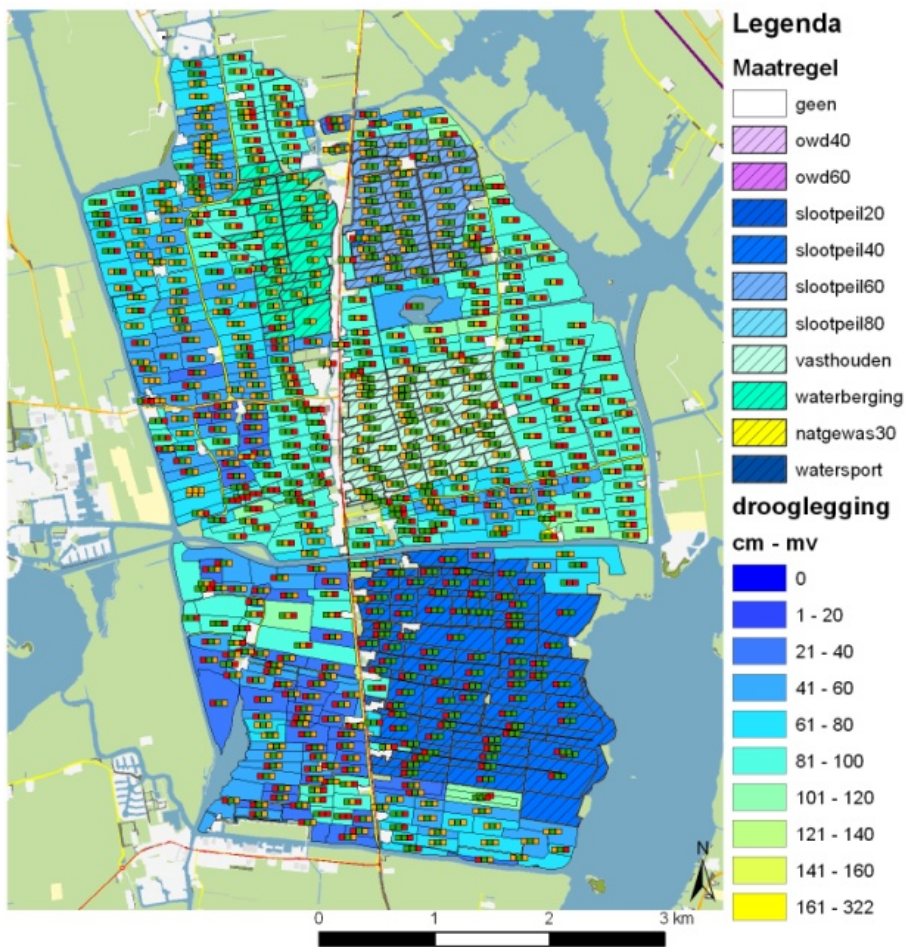 Legenda
Maatregel
geen
owd40
owd60
slootpeil20
slootpeil40
slootpeil60
slootpeil80
vasthouden
waterberging
natgewas30
watersport
drooglegging
cm - mv
0
1 - 20
21 - 40
41 - 60
61 - 80
81 - 100
101 - 120
121 - 140
141 - 160
161 - 322
N
0 1 2 3 km